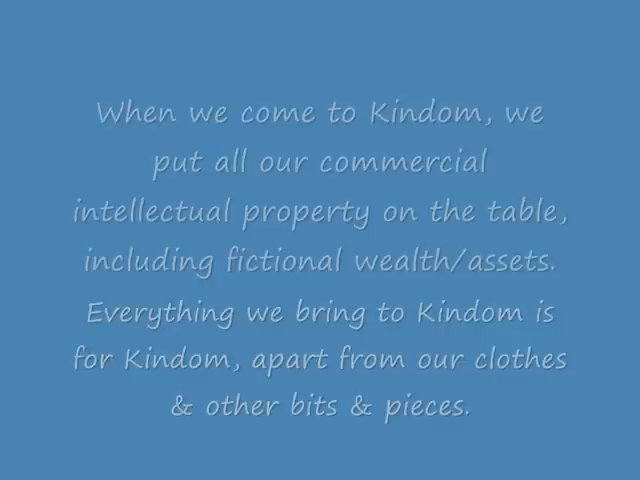 When we come to Kindom, we
put all our commercial
intellectual property on the table,
including fictional wealth/assets.
Everything we bring to Kindom is
for Kindom, apart from our clothes
& other bits & pieces.